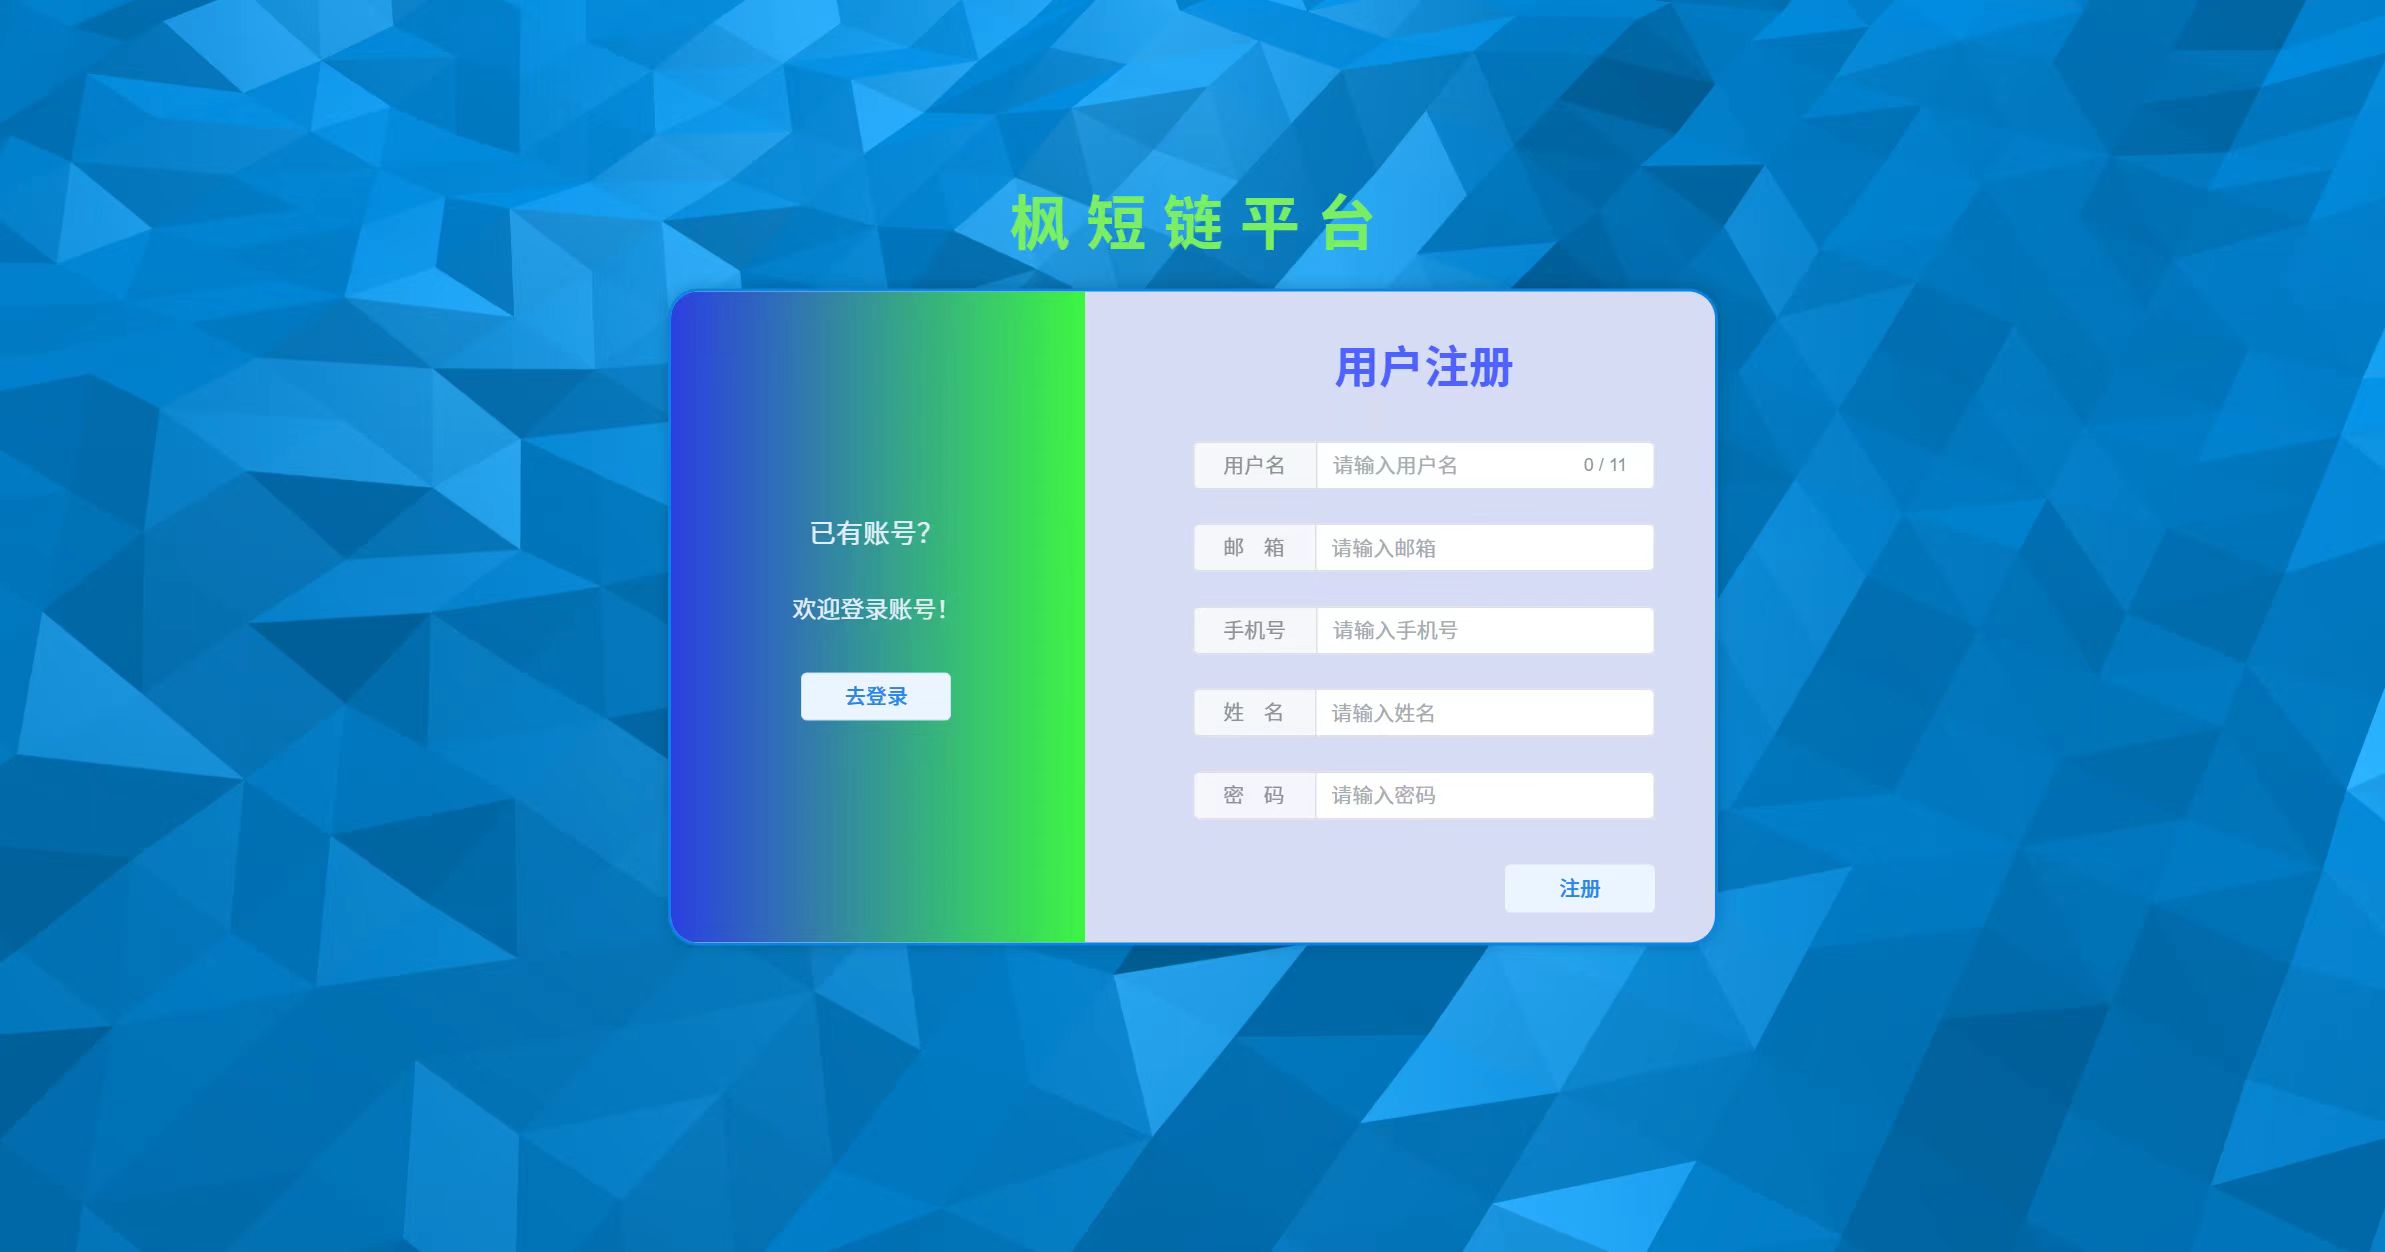 枫短链平台
已有账号?
欢迎登录账号!
去登录
用户注册
用户名 请输入用户名 0 / 11
邮 箱 请输入邮箱
手机号 请输入手机号
姓 名 请输入姓名
密 码 请输入密码
注册